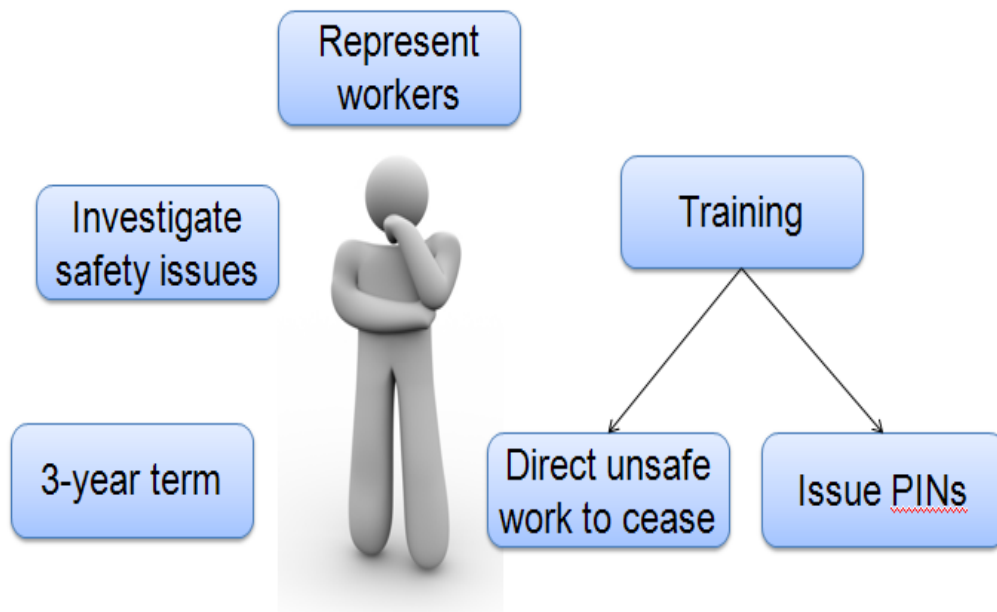 Represent
workers
Investigate
safety issues
Training
3-year term
Direct unsafe
work to cease
Issue PINs